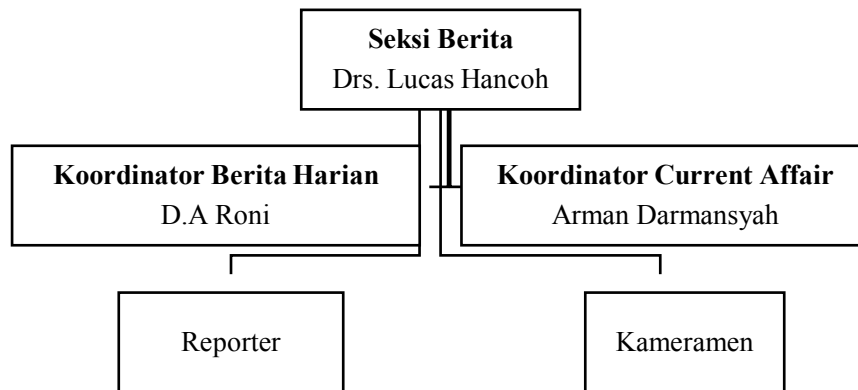 Seksi Berita
Drs. Lucas Hancoh
Koordinator Berita Harian
D.A Roni
Koordinator Current Affair
Arman Darmansyah
Reporter
Kameramen